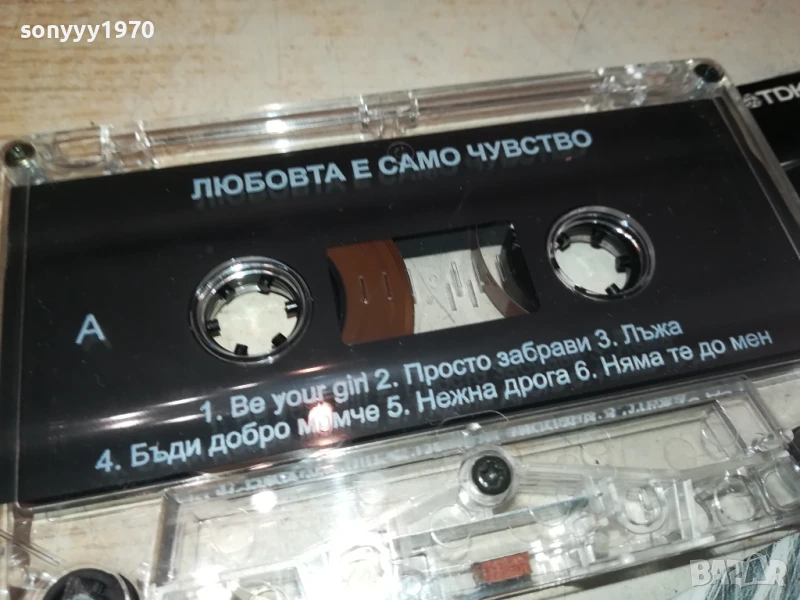 sonyyy1970
TDK
ЛЮБОВТА Е САМО ЧУВСТВО
A
1. Be your girl 2. Просто забрави 3. Лъжа
4. Бъди добро момче 5. Нежна дрога 6. Няма те до мен
BAZAR